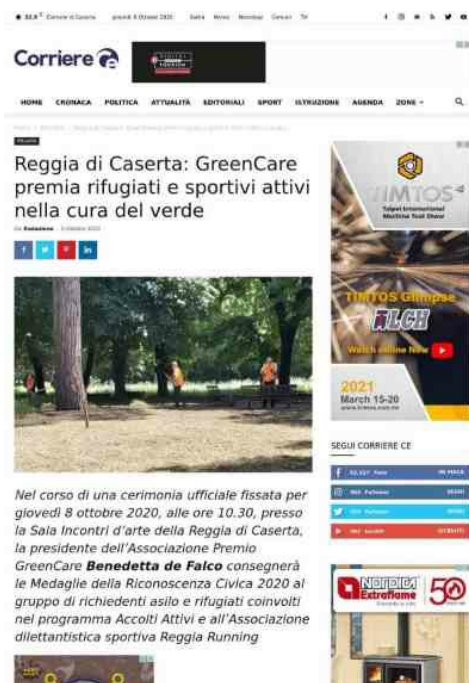 Corriere
HOME CRONACA POLITICA ATTUALITÀ EDITORIALI SPORT ISTRUZIONE AGENDA ZONE
Reggia di Caserta: GreenCare
premia rifugiati e sportivi attivi
nella cura del verde
Nel corso di una cerimonia ufficiale fissata per
giovedì 8 ottobre 2020, alle ore 10.30, presso
la Sala Incontri d'arte della Reggia di Caserta,
la presidente dell'Associazione Premio
GreenCare Benedetta de Falco consegnerà
le Medaglie della Riconoscenza Civica 2020 al
gruppo di richiedenti asilo e rifugiati coinvolti
nel programma Accolti Attivi e all'Associazione
dilettantistica sportiva Reggia Running
TIMTOS
Taipei International
Machine Tool Show
TIMTOS Glimpse
Watch online Now
2021
March 15-20
www.timtos.com.tw
SEGUI CORRIERE CE
NORDICA
Extraflame
50